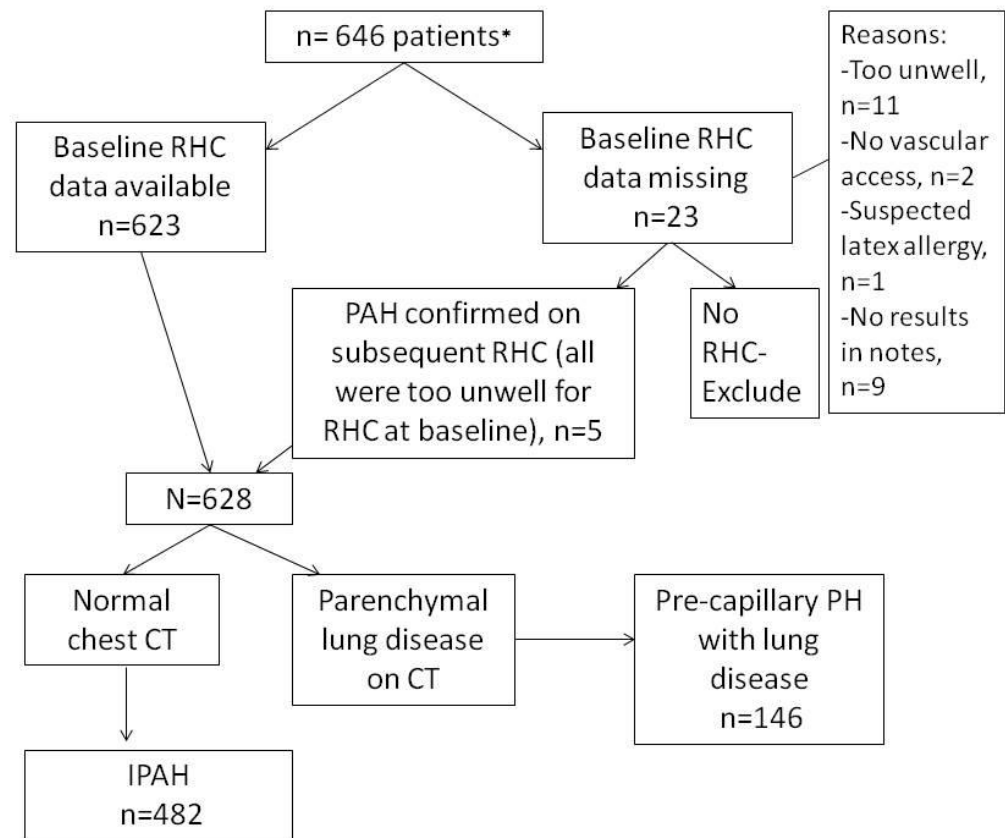 n= 646 patients*
Reasons:
-Too unwell,
n=11
-No vascular
access, n=2
-Suspected
latex allergy,
n=1
-No results
in notes,
n=9
Baseline RHC
data available
n=623
Baseline RHC
data missing
n=23
PAH confirmed on
subsequent RHC (all
were too unwell for
RHC at baseline), n=5
No
RHC-
Exclude
N=628
Normal
chest CT
Parenchymal
lung disease
on CT
Pre-capillary PH
with lung
disease
n=146
IPAH
n=482